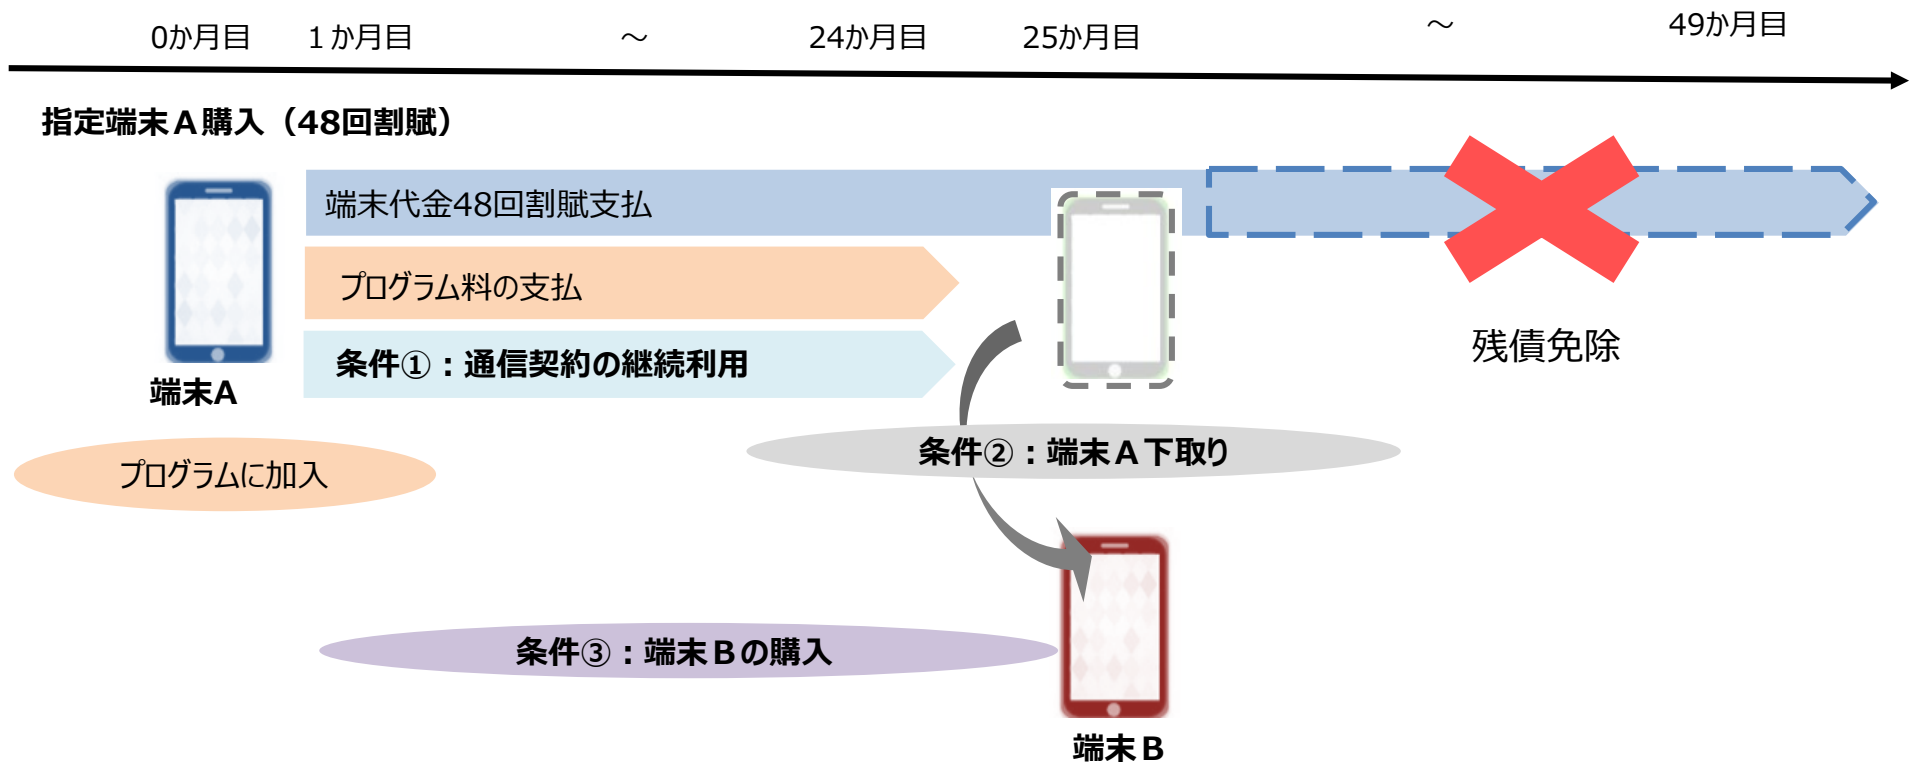 0か月目 １か月目 ～ 24か月目 25か月目 ～ 49か月目
指定端末Ａ購入（48回割賦）
端末代金48回割賦支払
プログラム料の支払
条件①：通信契約の継続利用
残債免除
端末A
条件②：端末Ａ下取り
プログラムに加入
条件③：端末Ｂの購入
端末Ｂ